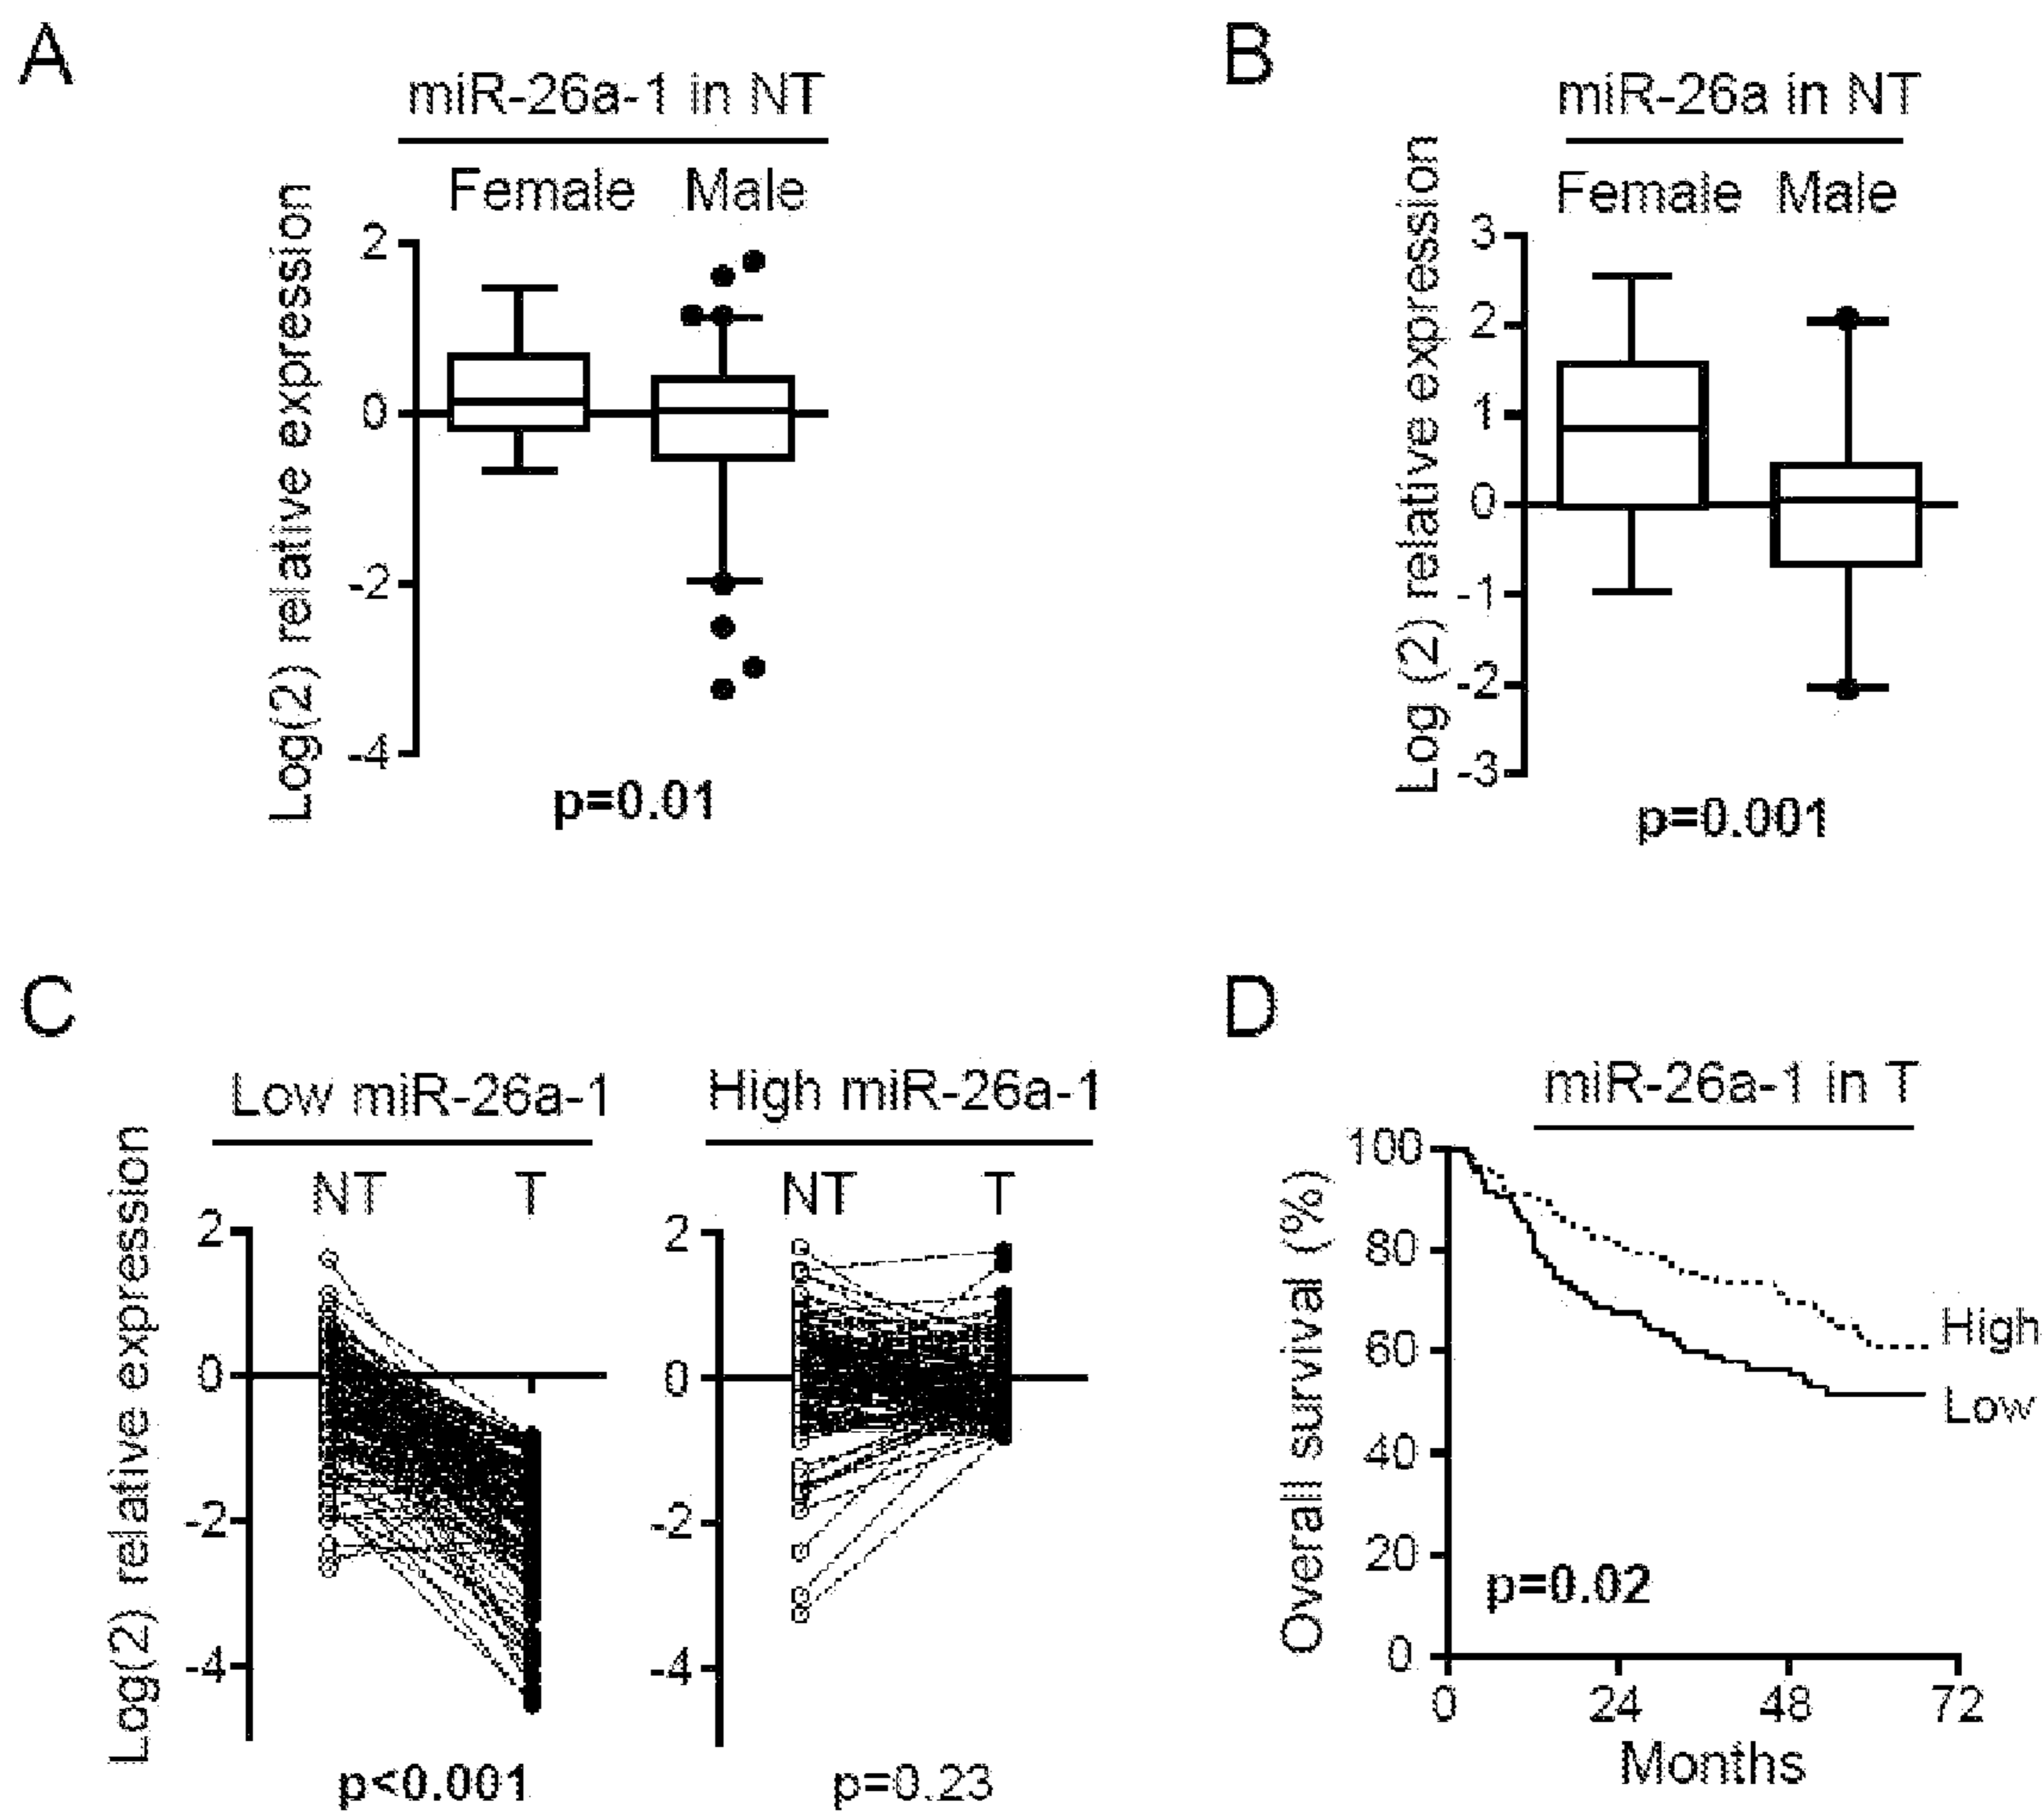 A
miR-26a-1 in NT
Female Male
Log(2) relative expression
2
0
-2
-4
p=0.01
B
miR-26a in NT
Female Male
Log (2) relative expression
3
2
1
0
-1
-2
-3
p=0.001
C
Low miR-26a-1
NT T
Log(2) relative expression
2
0
-2
-4
p<0.001
High miR-26a-1
NT T
2
0
-2
-4
p=0.23
D
miR-26a-1 in T
Overall survival (%)
100
80
60
40
20
0
High
Low
p=0.02
0 24 48 72
Months